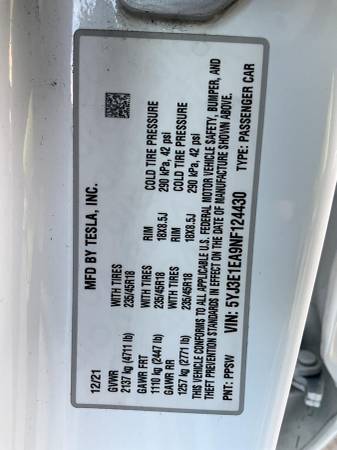 MFD BY TESLA, INC.
12/21
GVWR
2137 kg (4711 lb)
GAWR FRT WITH TIRES RIM COLD TIRE PRESSURE
1110 kg (2447 lb) 235/45R18 18X8.5J 290 kPa, 42 psi
GAWR RR WITH TIRES RIM COLD TIRE PRESSURE
1257 kg (2771 lb) 235/45R18 18X8.5J 290 kPa, 42 psi
THIS VEHICLE CONFORMS TO ALL APPLICABLE U.S. FEDERAL MOTOR VEHICLE SAFETY, BUMPER, AND
THEFT PREVENTION STANDARDS IN EFFECT ON THE DATE OF MANUFACTURE SHOWN ABOVE.
VIN: 5YJ3E1EA9NF124430
PNT: PPSW TYPE: PASSENGER CAR